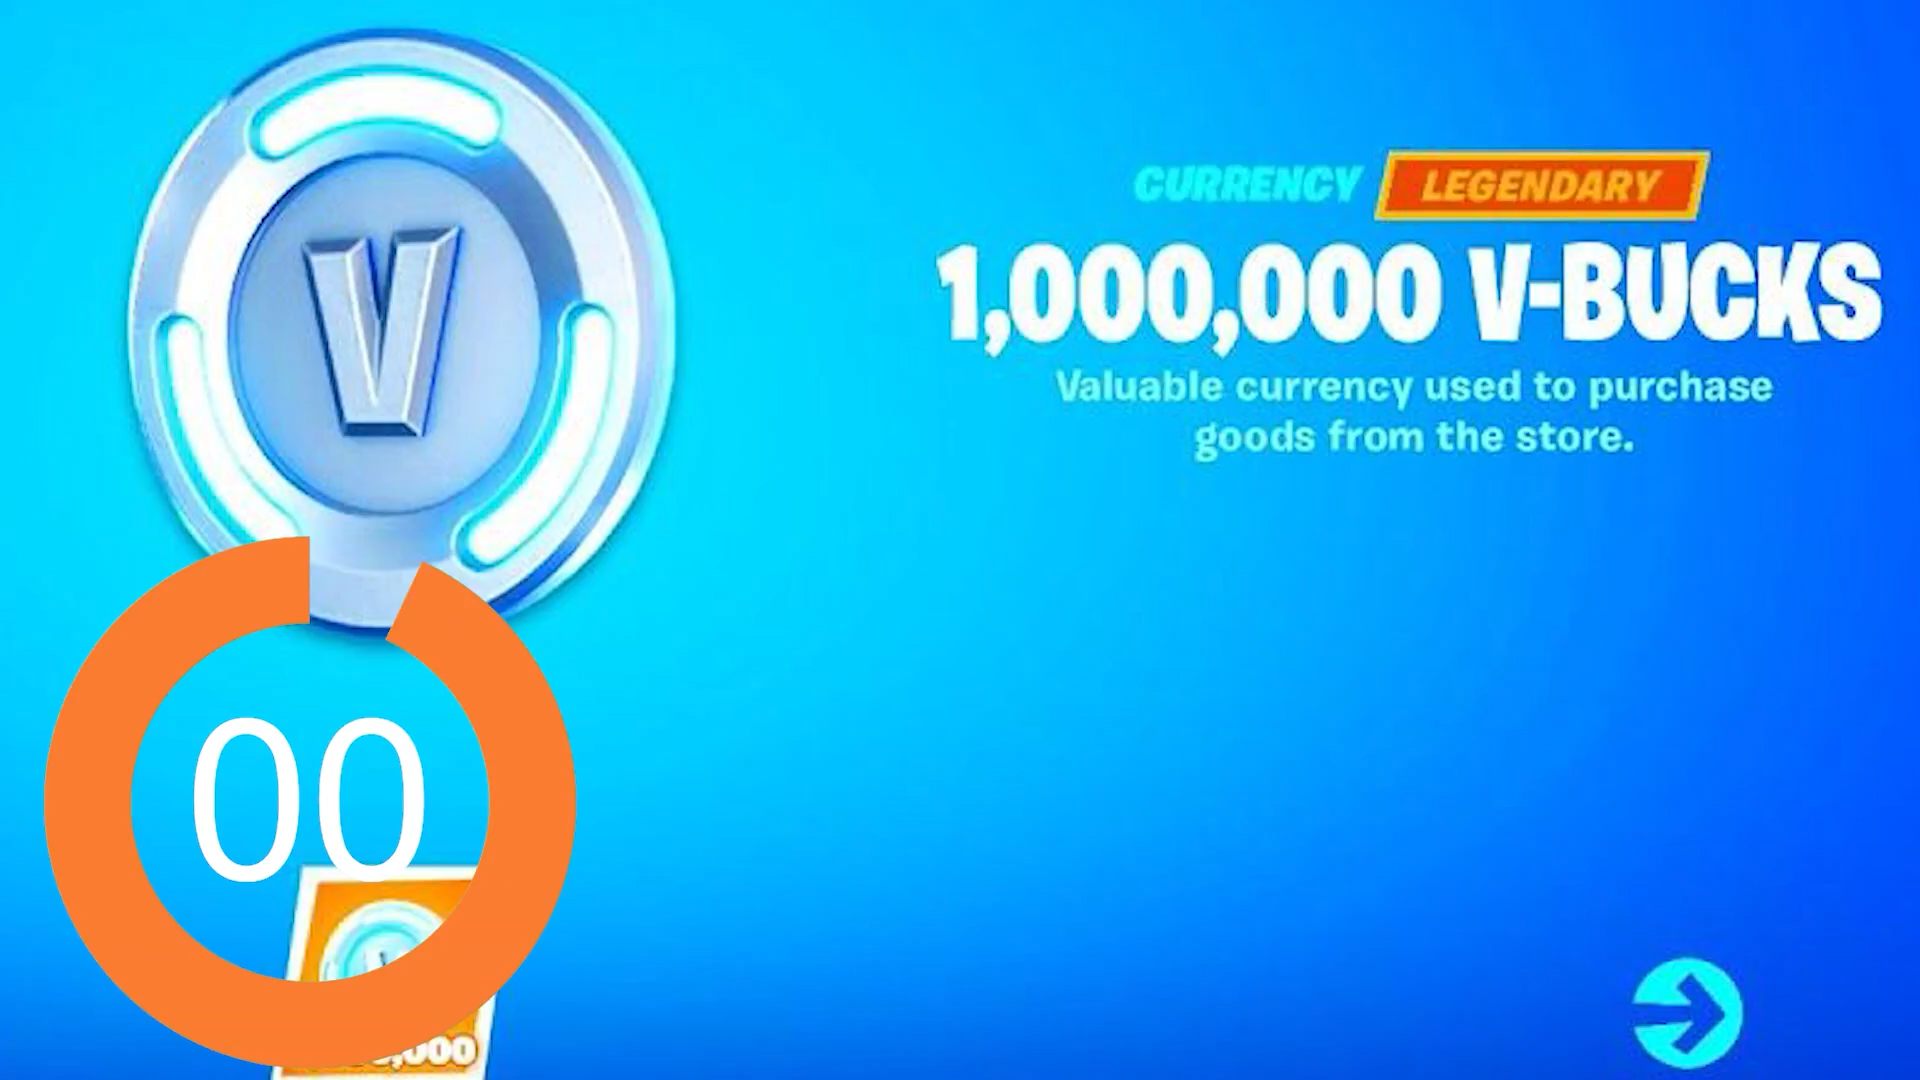 V
CURRENCY LEGENDARY
1,000,000 V-BUCKS
Valuable currency used to purchase
goods from the store.
00